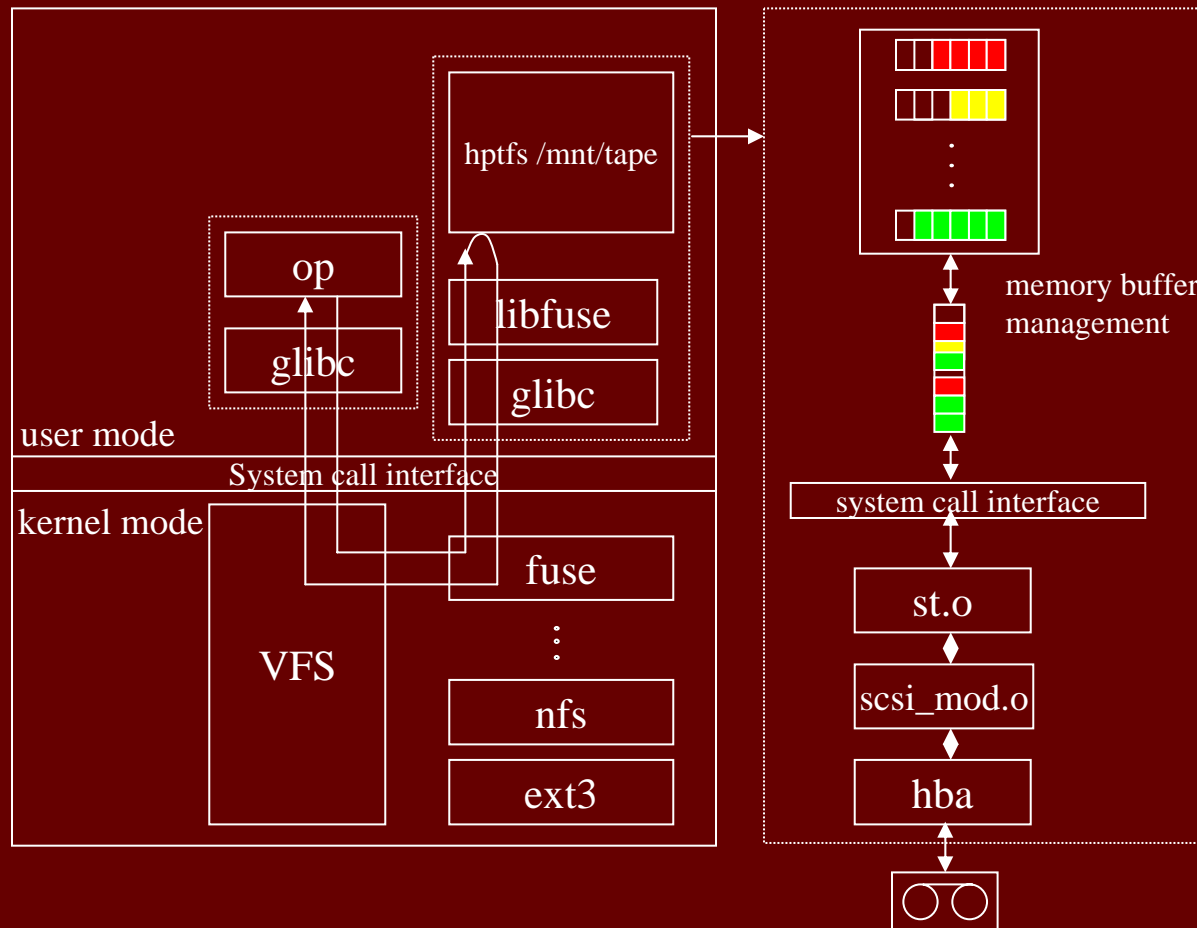 hptfs /mnt/tape
op
libfuse
glibc
glibc
user mode
System call interface
kernel mode
fuse
VFS
nfs
ext3
memory buffer
management
system call interface
st.o
scsi_mod.o
hba